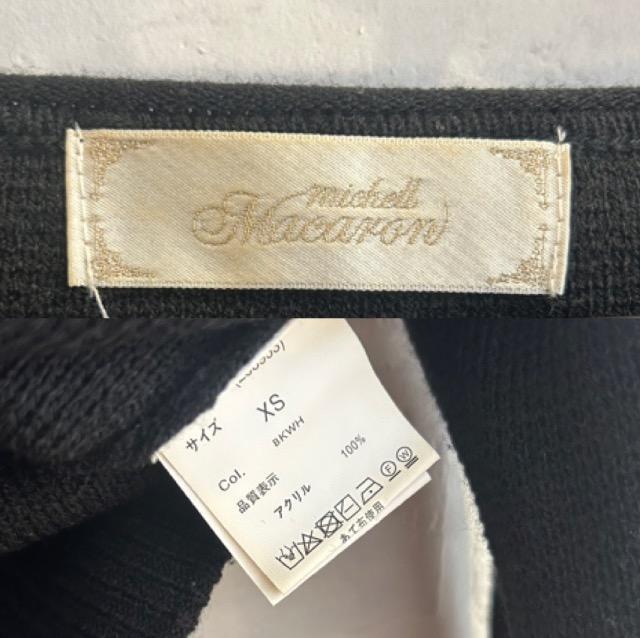 michell
Macaron
サイズ XS
Col. BKWH
品質表示
アクリル 100%
F W
あて布使用